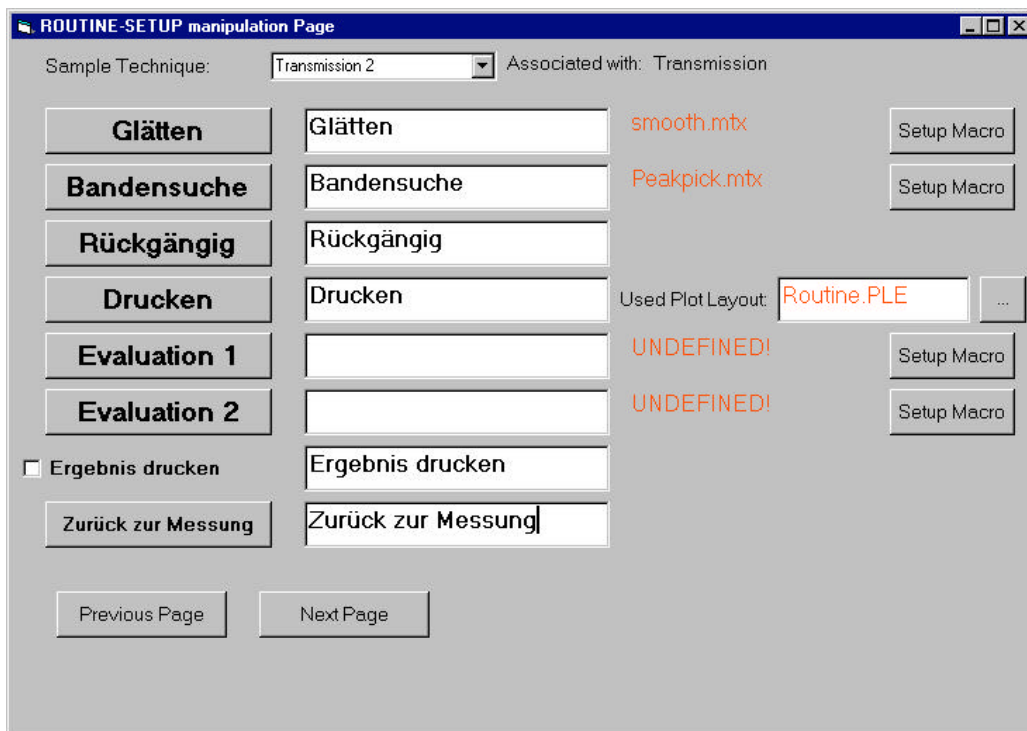 ROUTINE-SETUP manipulation Page
Sample Technique: Transmission 2 Associated with: Transmission
Glätten Glätten smooth.mtx Setup Macro
Bandensuche Bandensuche Peakpick.mtx Setup Macro
Rückgängig Rückgängig
Drucken Drucken Used Plot Layout: Routine.PLE ...
Evaluation 1 UNDEFINED! Setup Macro
Evaluation 2 UNDEFINED! Setup Macro
Ergebnis drucken Ergebnis drucken
Zurück zur Messung Zurück zur Messung
Previous Page Next Page